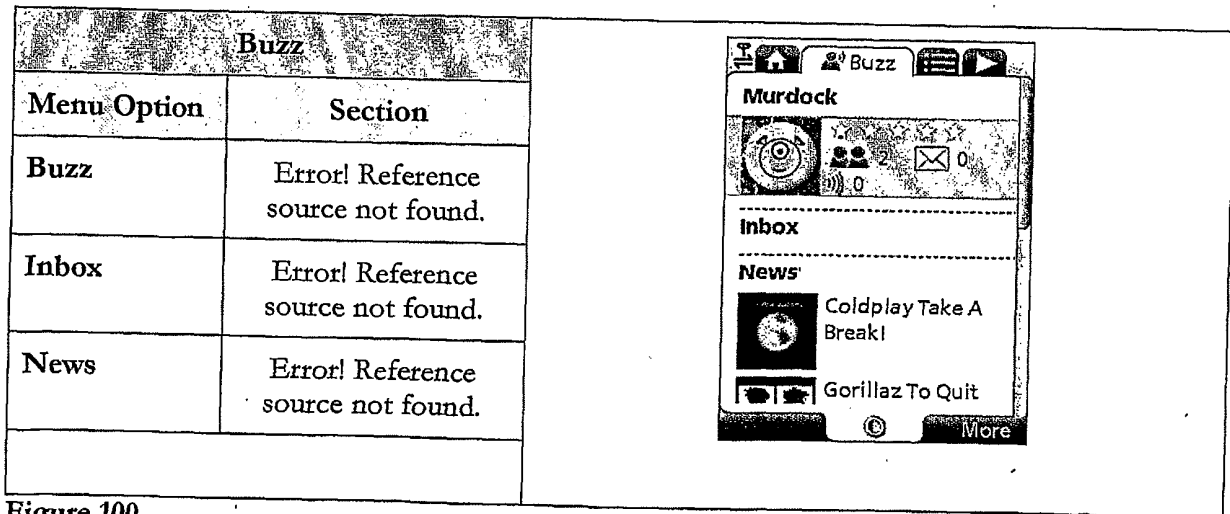 Buzz
Menu Option Section
Buzz Error! Reference
source not found.
Inbox Error! Reference
source not found.
News Error! Reference
source not found.
Buzz
Murdock
2 0
0
Inbox
News
Coldplay Take A
Break!
Gorillaz To Quit
More
Figure 100